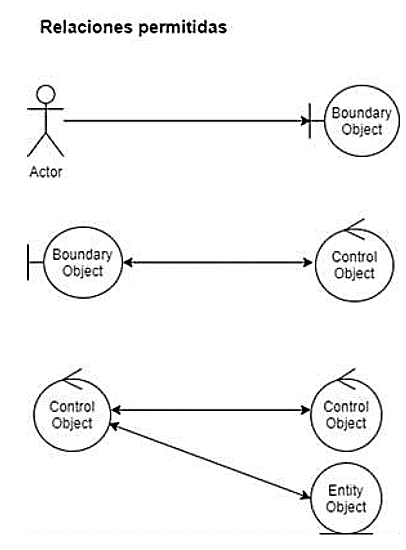 Relaciones permitidas
Boundary
Object
Actor
Boundary
Object
Control
Object
Control
Object
Control
Object
Entity
Object